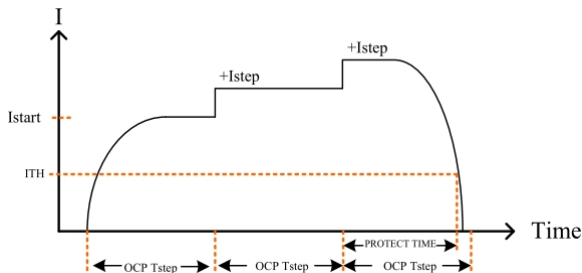 I
+Istep
+Istep
Istart
ITH
Time
PROTECT TIME
OCP Tstep
OCP Tstep
OCP Tstep